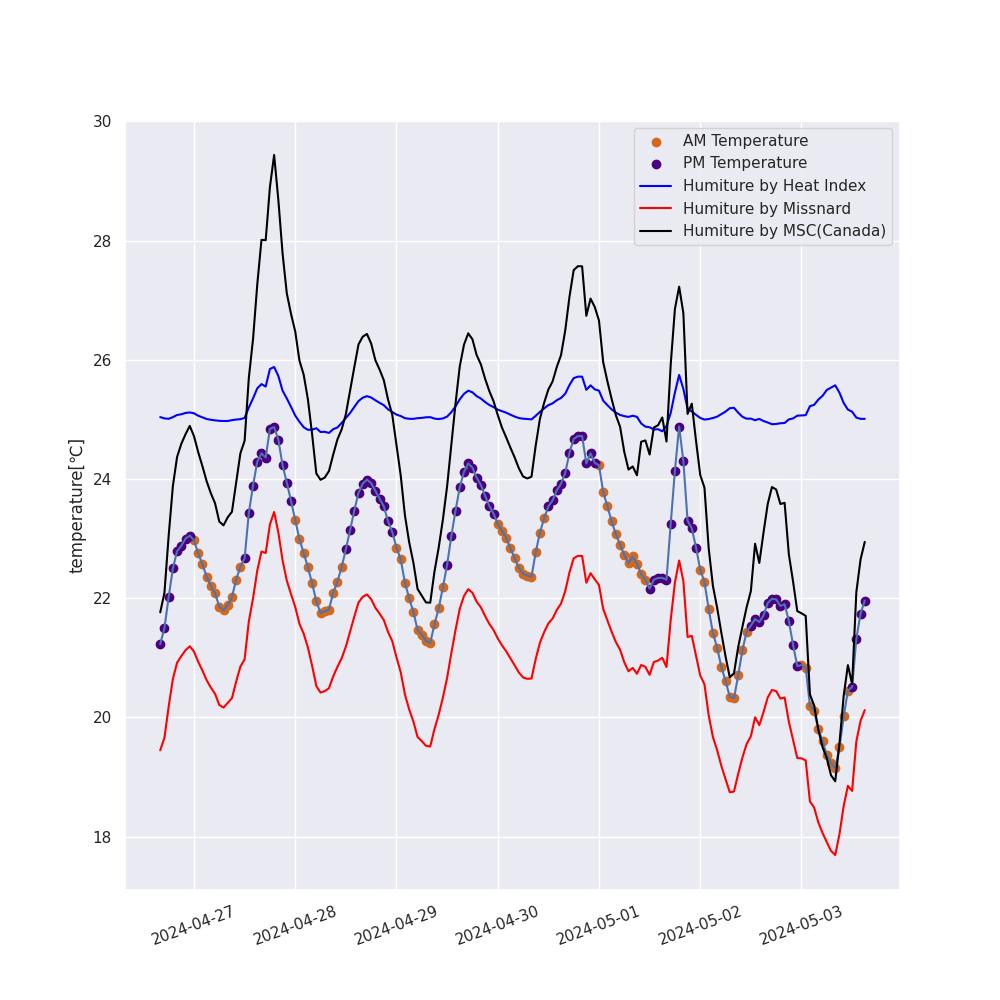 30
28
26
24
22
20
18
temperature[℃]
AM Temperature
PM Temperature
Humiture by Heat Index
Humiture by Missnard
Humiture by MSC(Canada)
2024-04-27
2024-04-28
2024-04-29
2024-04-30
2024-05-01
2024-05-02
2024-05-03